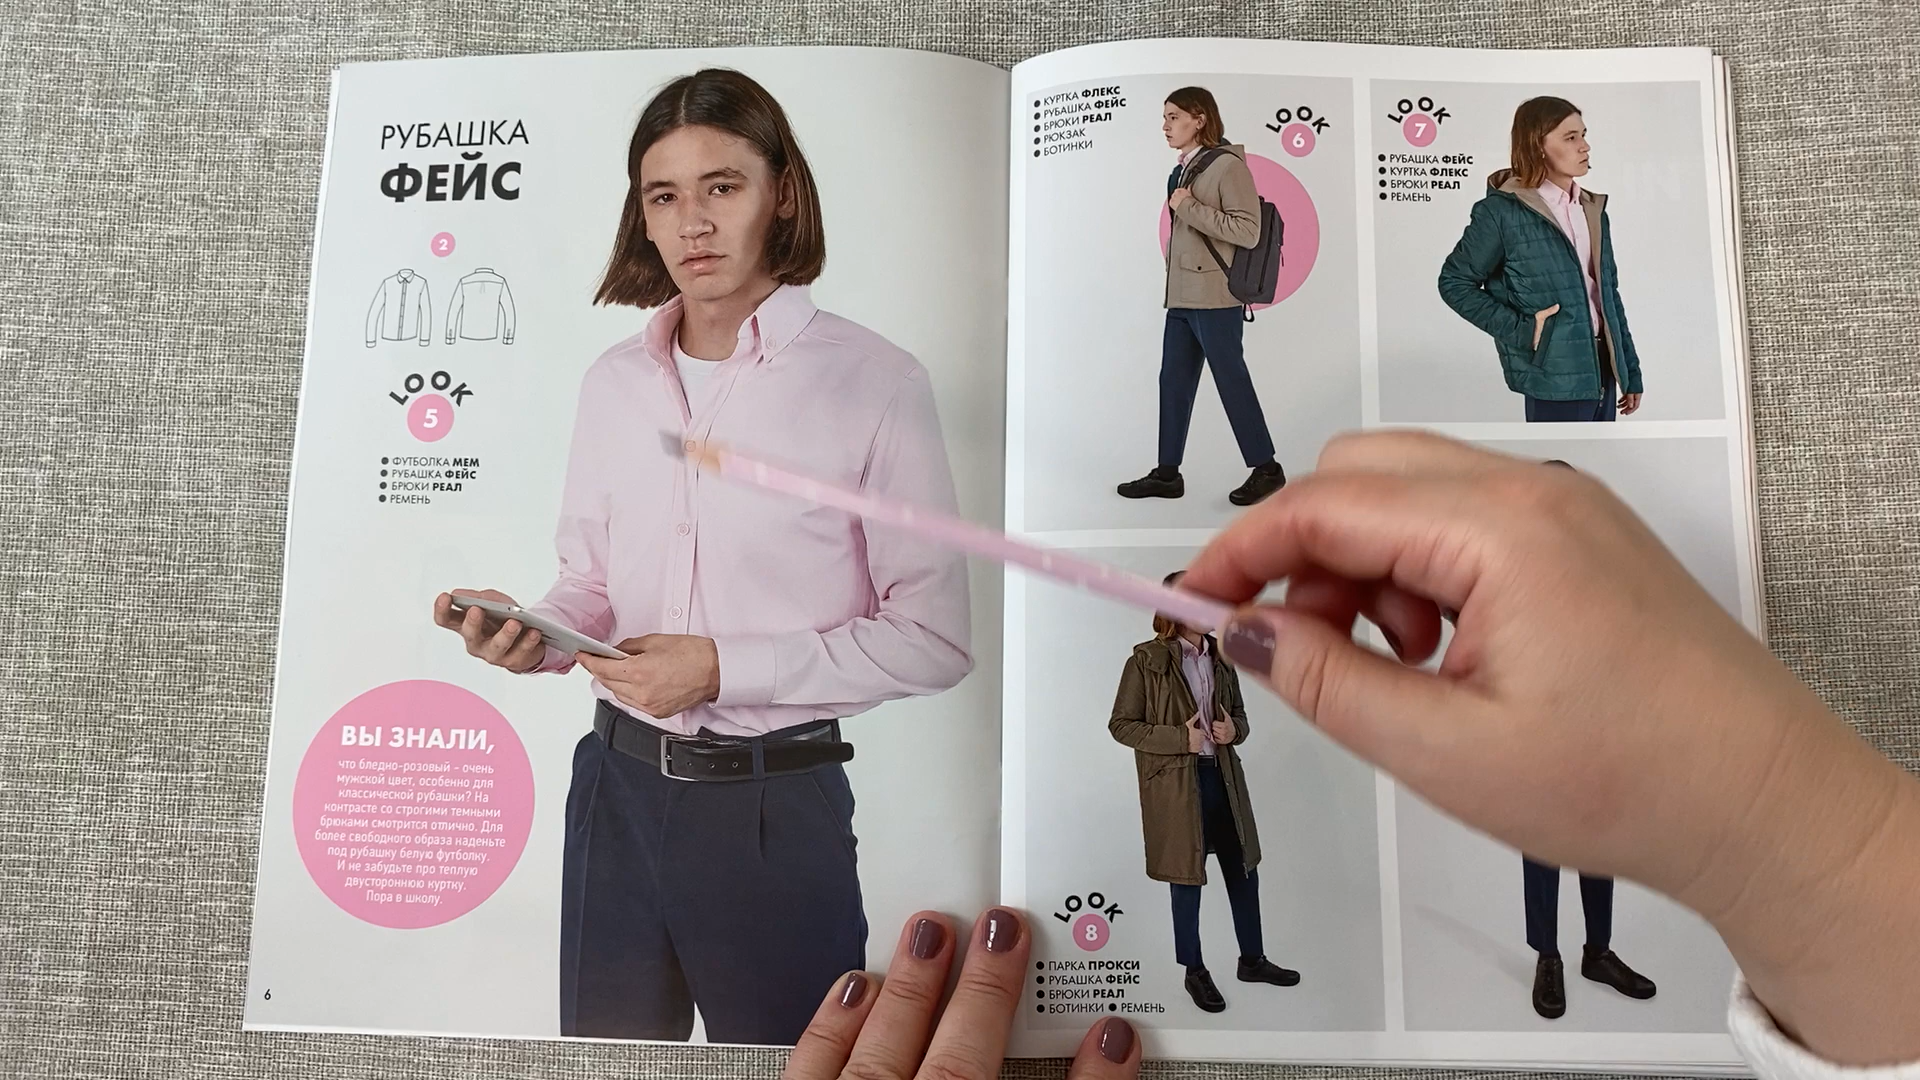 РУБАШКА
ФЕЙС
2
LOOK
5
● ФУТБОЛКА МЕМ
● РУБАШКА ФЕЙС
● БРЮКИ РЕАЛ
● РЕМЕНЬ
ВЫ ЗНАЛИ,
что бледно-розовый – очень
мужской цвет, особенно для
классической рубашки? На
контрасте со строгими темными
брюками смотрится отлично. Для
более свободного образа наденьте
под рубашку белую футболку.
И не забудьте про теплую
двустороннюю куртку.
Пора в школу.
6
● КУРТКА ФЛЕКС
● РУБАШКА ФЕЙС
● БРЮКИ РЕАЛ
● РЮКЗАК
● БОТИНКИ
LOOK
6
LOOK
7
● РУБАШКА ФЕЙС
● КУРТКА ФЛЕКС
● БРЮКИ РЕАЛ
● РЕМЕНЬ
LOOK
8
● ПАРКА ПРОКСИ
● РУБАШКА ФЕЙС
● БРЮКИ РЕАЛ
● БОТИНКИ ● РЕМЕНЬ